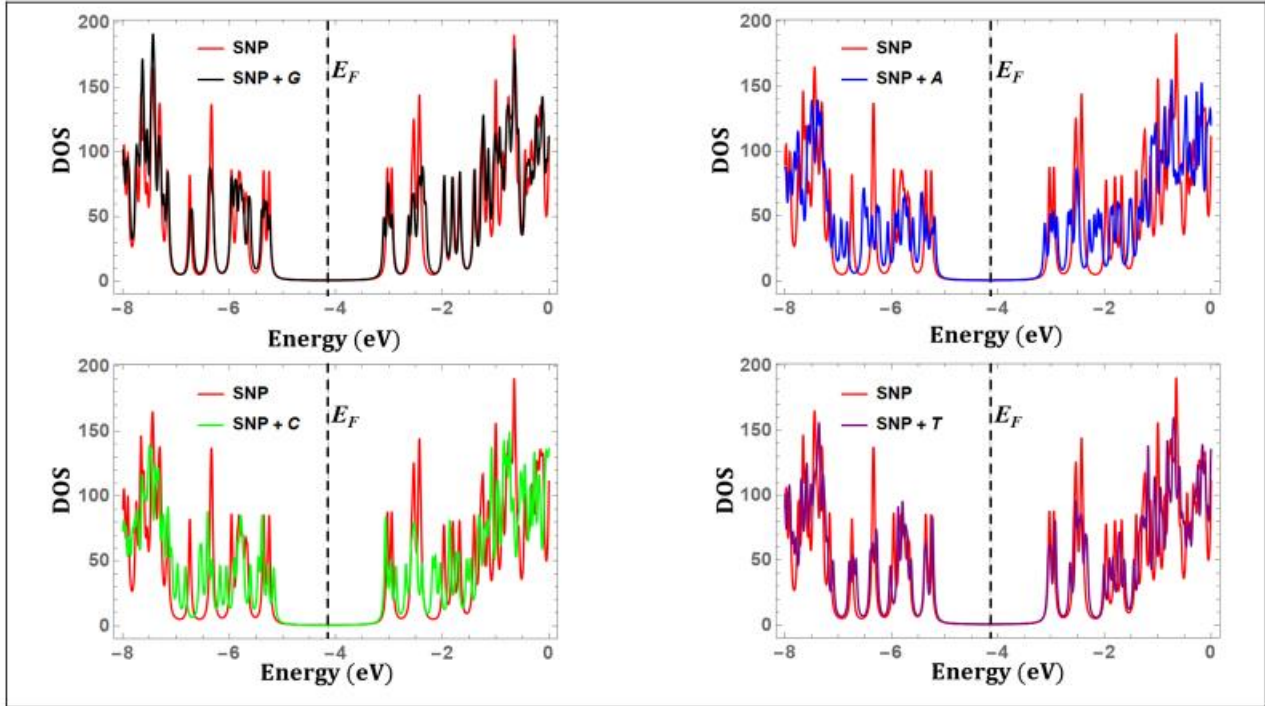 200
150
100
50
0
DOS
SNP
SNP + G
E_F
−8
−6
−4
−2
0
Energy (eV)
200
150
100
50
0
DOS
SNP
SNP + A
E_F
−8
−6
−4
−2
0
Energy (eV)
200
150
100
50
0
DOS
SNP
SNP + C
E_F
−8
−6
−4
−2
0
Energy (eV)
200
150
100
50
0
DOS
SNP
SNP + T
E_F
−8
−6
−4
−2
0
Energy (eV)